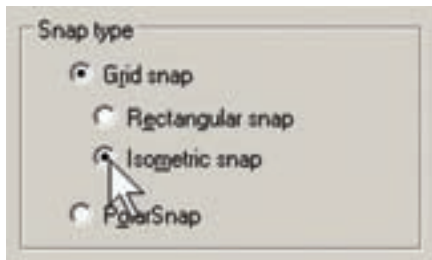 Snap type
Grid snap
Rectangular snap
Isometric snap
PolarSnap